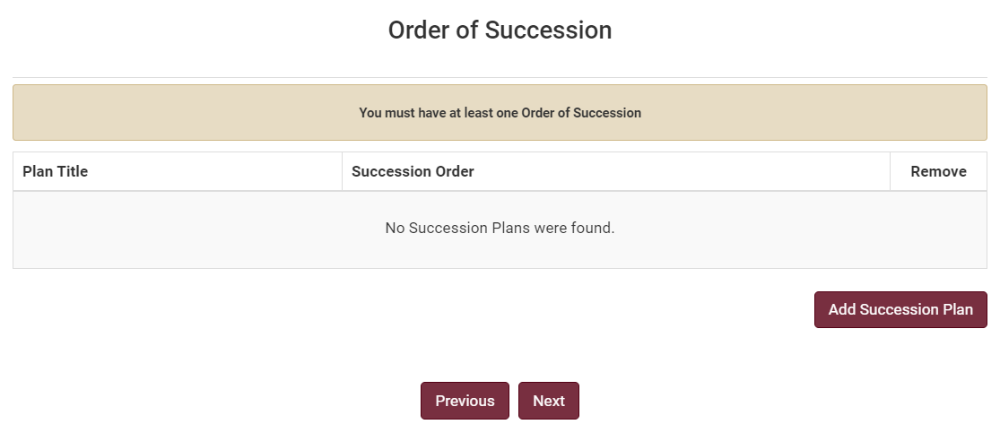 Order of Succession
You must have at least one Order of Succession
Plan Title Succession Order Remove
No Succession Plans were found.
Add Succession Plan
Previous Next